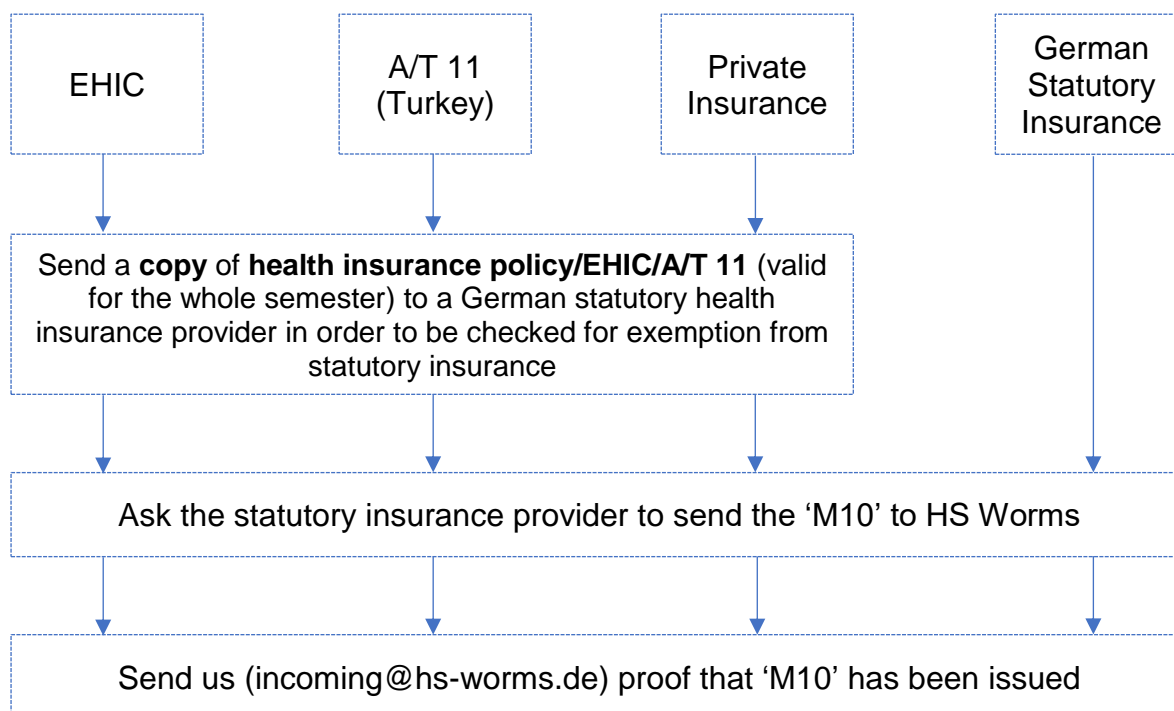 EHIC
A/T 11
(Turkey)
Private
Insurance
German
Statutory
Insurance
Send a copy of health insurance policy/EHIC/A/T 11 (valid
for the whole semester) to a German statutory health
insurance provider in order to be checked for exemption from
statutory insurance
Ask the statutory insurance provider to send the ‘M10’ to HS Worms
Send us (incoming@hs-worms.de) proof that ‘M10’ has been issued